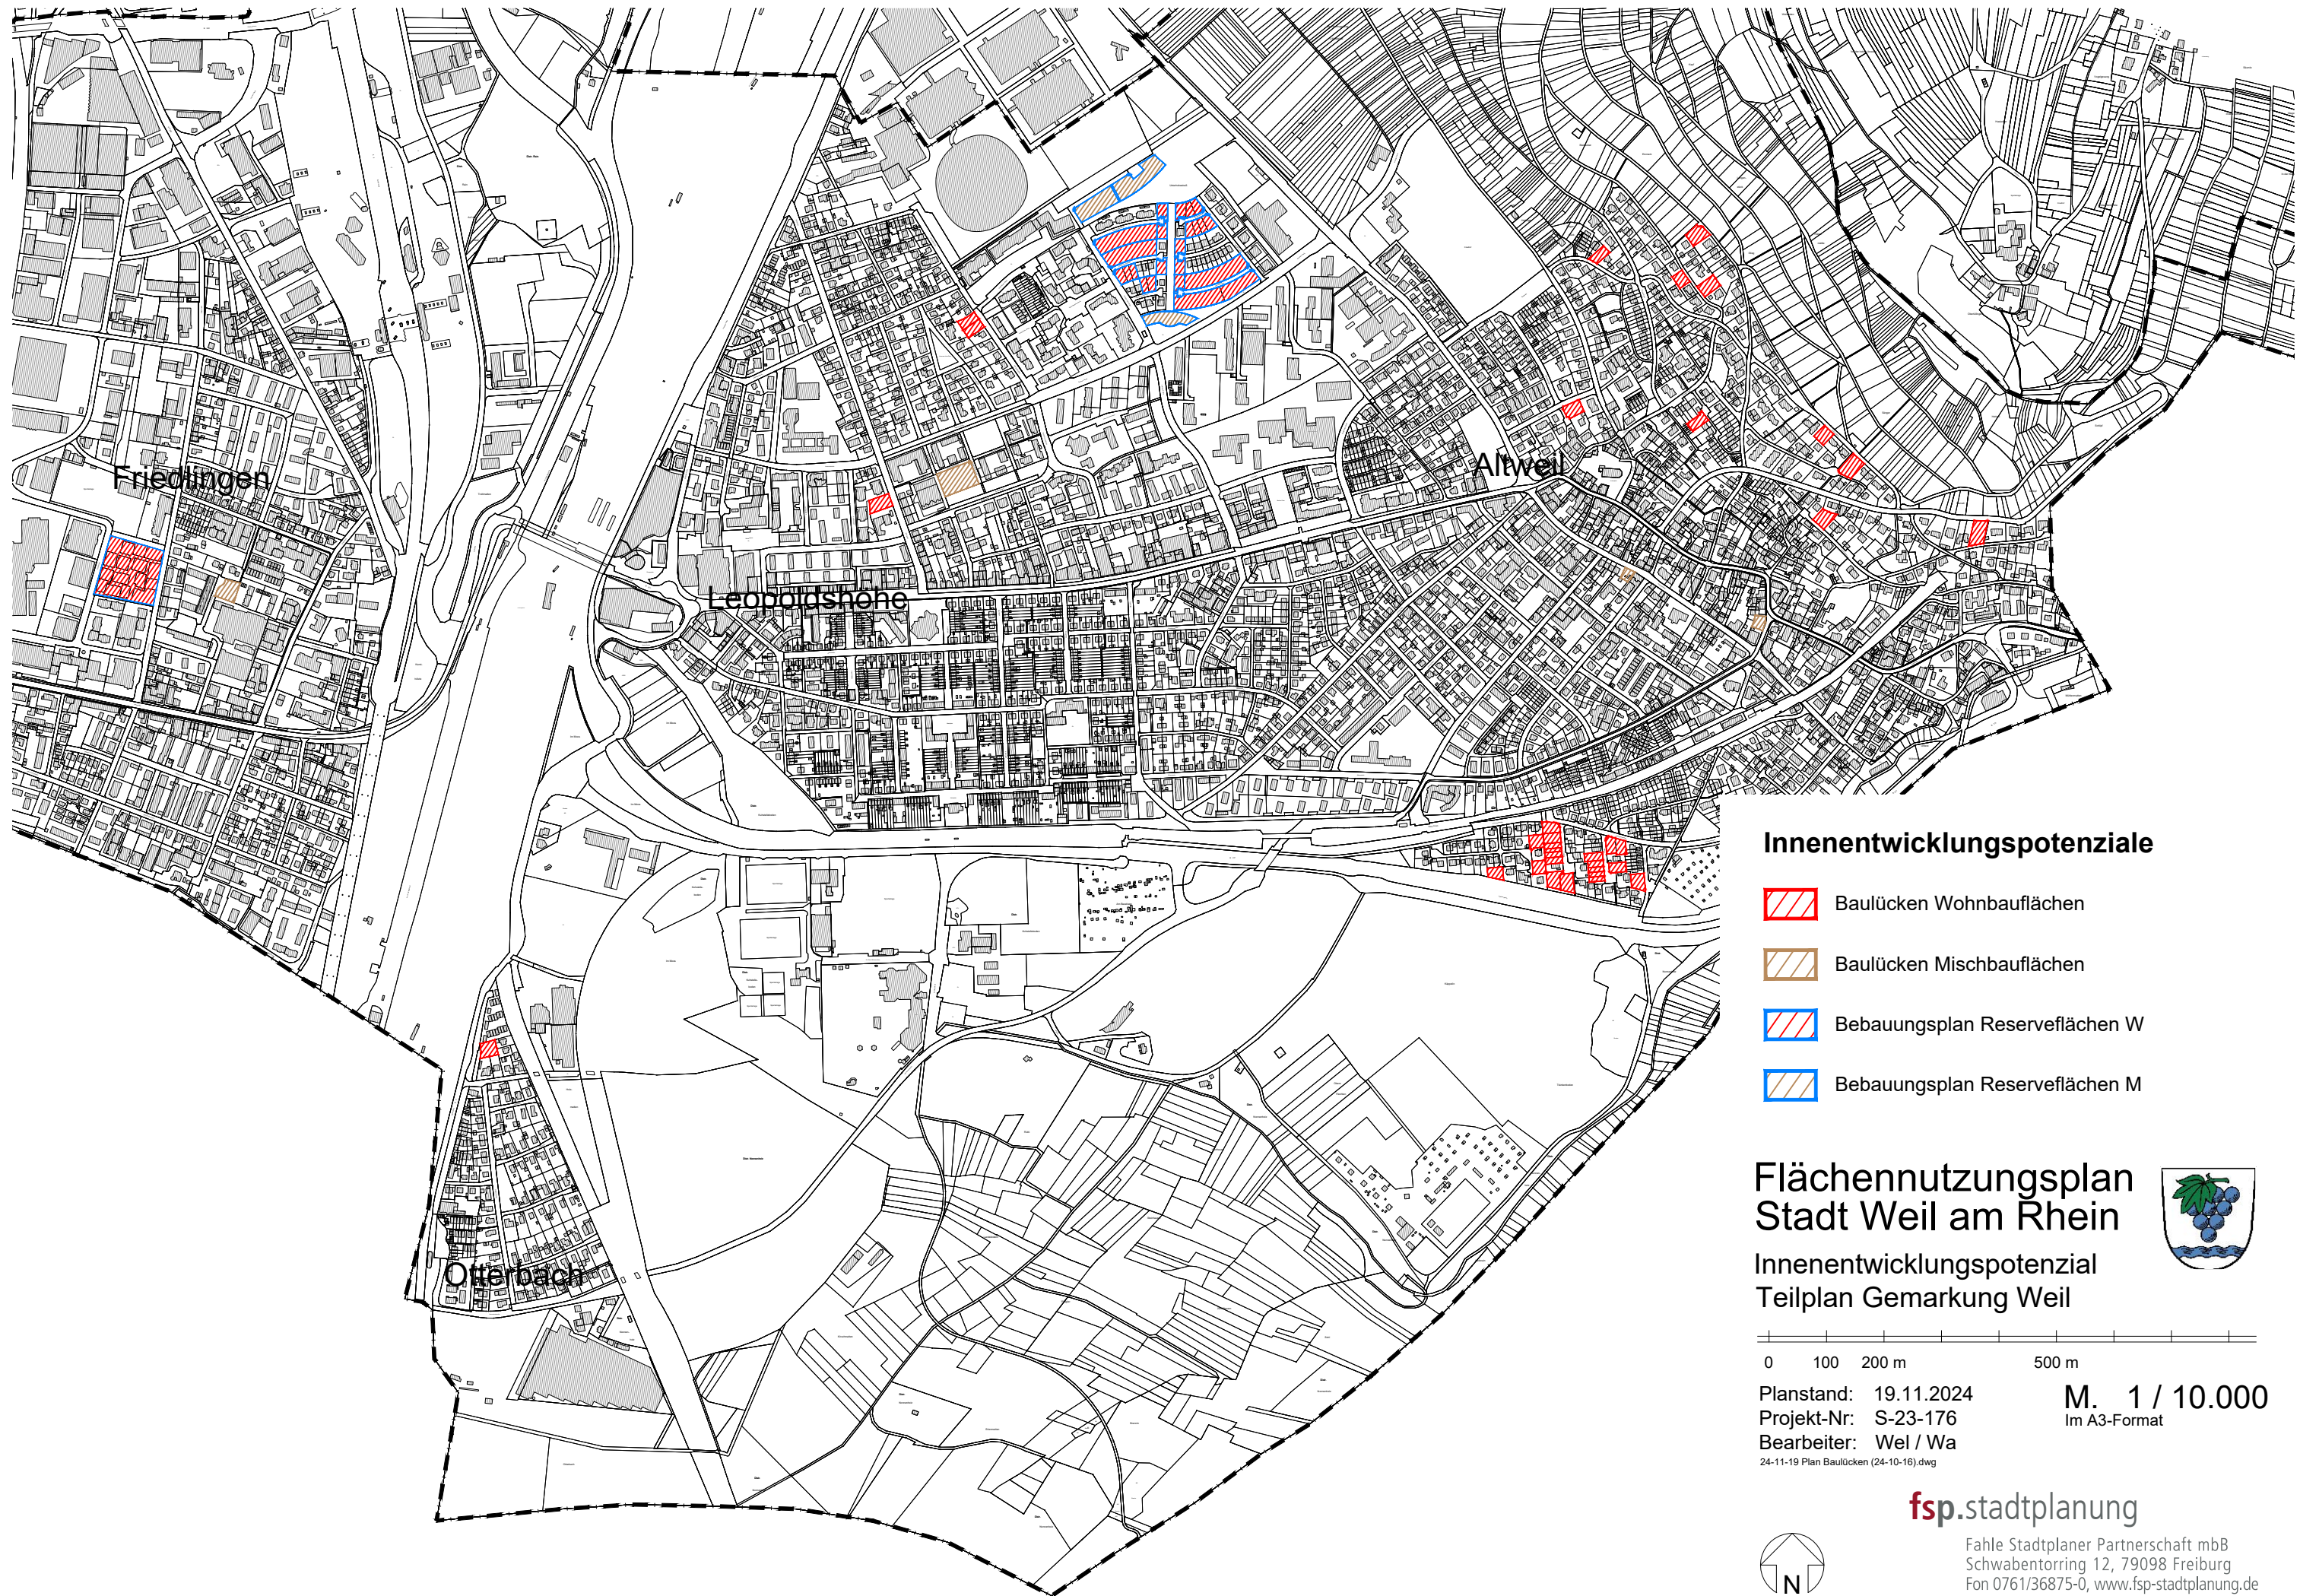 Friedlingen
Leopoldshöhe
Altweil
Otterbach
Innenentwicklungspotenziale
Baulücken Wohnbauflächen
Baulücken Mischbauflächen
Bebauungsplan Reserveflächen W
Bebauungsplan Reserveflächen M
Flächennutzungsplan
Stadt Weil am Rhein
Innenentwicklungspotenzial
Teilplan Gemarkung Weil
0 100 200 m 500 m
Planstand: 19.11.2024
Projekt-Nr: S-23-176
Bearbeiter: Wel / Wa
24-11-19 Plan Baulücken (24-10-16).dwg
M. 1 / 10.000
Im A3-Format
fsp.stadtplanung
Fahle Stadtplaner Partnerschaft mbB
Schwabentorring 12, 79098 Freiburg
Fon 0761/36875-0, www.fsp-stadtplanung.de
N